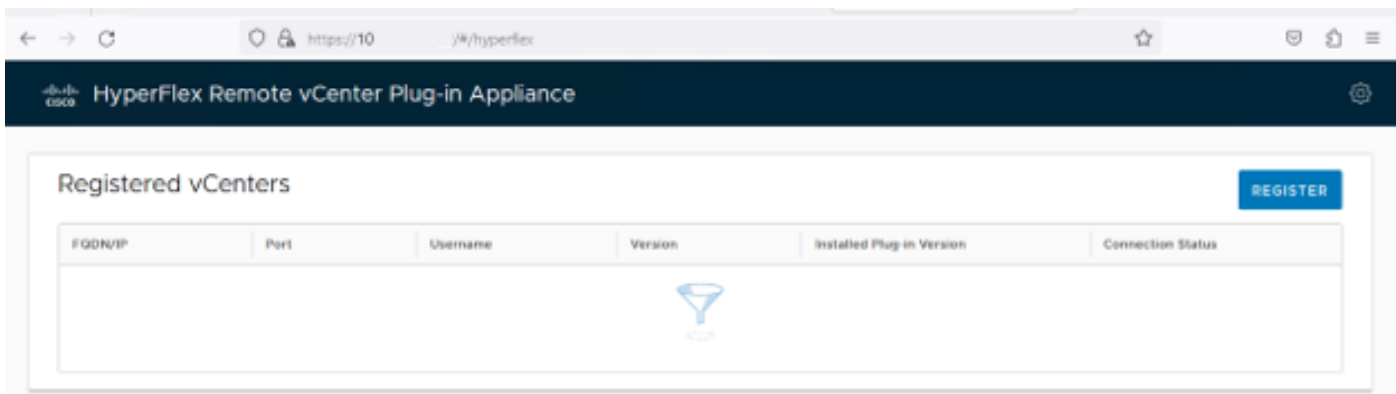 https://10 /#/hyperflex
CISCO HyperFlex Remote vCenter Plug-in Appliance
Registered vCenters
REGISTER
FQDN/IP Port Username Version Installed Plug-in Version Connection Status